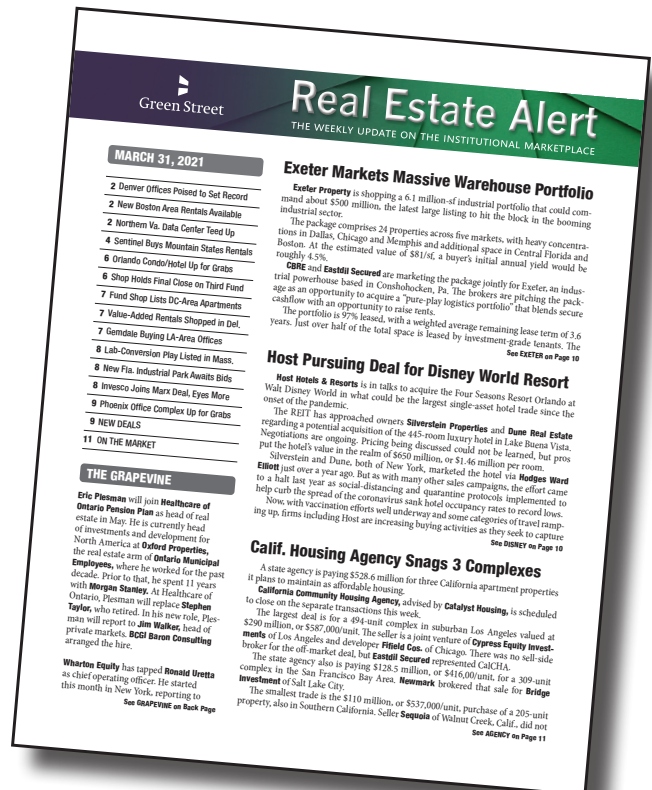 Green Street
Real Estate Alert
THE WEEKLY UPDATE ON THE INSTITUTIONAL MARKETPLACE
MARCH 31, 2021
2 Denver Offices Poised to Set Record
2 New Boston Area Rentals Available
2 Northern Va. Data Center Teed Up
4 Sentinel Buys Mountain States Rentals
6 Orlando Condo/Hotel Up for Grabs
6 Shop Holds Final Close on Third Fund
7 Fund Shop Lists DC-Area Apartments
7 Value-Added Rentals Shopped in Del.
7 Gemdale Buying LA-Area Offices
8 Lab-Conversion Play Listed in Mass.
8 New Fla. Industrial Park Awaits Bids
8 Invesco Joins Marx Deal, Eyes More
9 Phoenix Office Complex Up for Grabs
9 NEW DEALS
11 ON THE MARKET
THE GRAPEVINE
Eric Plesman will join Healthcare of
Ontario Pension Plan as head of real
estate in May. He is currently head
of investments and development for
North America at Oxford Properties,
the real estate arm of Ontario Municipal
Employees, where he worked for the past
decade. Prior to that, he spent 11 years
with Morgan Stanley. At Healthcare of
Ontario, Plesman will replace Stephen
Taylor, who retired. In his new role, Ples-
man will report to Jim Walker, head of
private markets. BCGI Baron Consulting
arranged the hire.
Wharton Equity has tapped Ronald Uretta
as chief operating officer. He started
this month in New York, reporting to
See GRAPEVINE on Back Page
Exeter Markets Massive Warehouse Portfolio
Exeter Property is shopping a 6.1 million-sf industrial portfolio that could com-
mand about $500 million, the latest large listing to hit the block in the booming
industrial sector.
The package comprises 24 properties across five markets, with heavy concentra-
tions in Dallas, Chicago and Memphis and additional space in Central Florida and
Boston. At the estimated value of $81/sf, a buyer's initial annual yield would be
roughly 4.5%.
CBRE and Eastdil Secured are marketing the package jointly for Exeter, an indus-
trial powerhouse based in Conshohocken, Pa. The brokers are pitching the pack-
age as an opportunity to acquire a "pure-play logistics portfolio" that blends secure
cashflow with an opportunity to raise rents.
The portfolio is 97% leased, with a weighted average remaining lease term of 3.6
years. Just over half of the total space is leased by investment-grade tenants. The
See EXETER on Page 10
Host Pursuing Deal for Disney World Resort
Host Hotels & Resorts is in talks to acquire the Four Seasons Resort Orlando at
Walt Disney World in what could be the largest single-asset hotel trade since the
onset of the pandemic.
The REIT has approached owners Silverstein Properties and Dune Real Estate
regarding a potential acquisition of the 445-room luxury hotel in Lake Buena Vista.
Negotiations are ongoing. Pricing being discussed could not be learned, but pros
put the hotel's value in the realm of $650 million, or $1.46 million per room.
Silverstein and Dune, both of New York, marketed the hotel via Hodges Ward
Elliott just over a year ago. But as with many other sales campaigns, the effort came
to a halt last year as social-distancing and quarantine protocols implemented to
help curb the spread of the coronavirus sank hotel occupancy rates to record lows.
Now, with vaccination efforts well underway and some categories of travel ramp-
ing up, firms including Host are increasing buying activities as they seek to capture
See DISNEY on Page 10
Calif. Housing Agency Snags 3 Complexes
A state agency is paying $528.6 million for three California apartment properties
it plans to maintain as affordable housing.
California Community Housing Agency, advised by Catalyst Housing, is scheduled
to close on the separate transactions this week.
The largest deal is for a 494-unit complex in suburban Los Angeles valued at
$290 million, or $587,000/unit. The seller is a joint venture of Cypress Equity Invest-
ments of Los Angeles and developer Fifield Cos. of Chicago. There was no sell-side
broker for the off-market deal, but Eastdil Secured represented CalCHA.
The state agency also is paying $128.5 million, or $416,00/unit, for a 309-unit
complex in the San Francisco Bay Area. Newmark brokered that sale for Bridge
Investment of Salt Lake City.
The smallest trade is the $110 million, or $537,000/unit, purchase of a 205-unit
property, also in Southern California. Seller Sequoia of Walnut Creek, Calif., did not
See AGENCY on Page 11